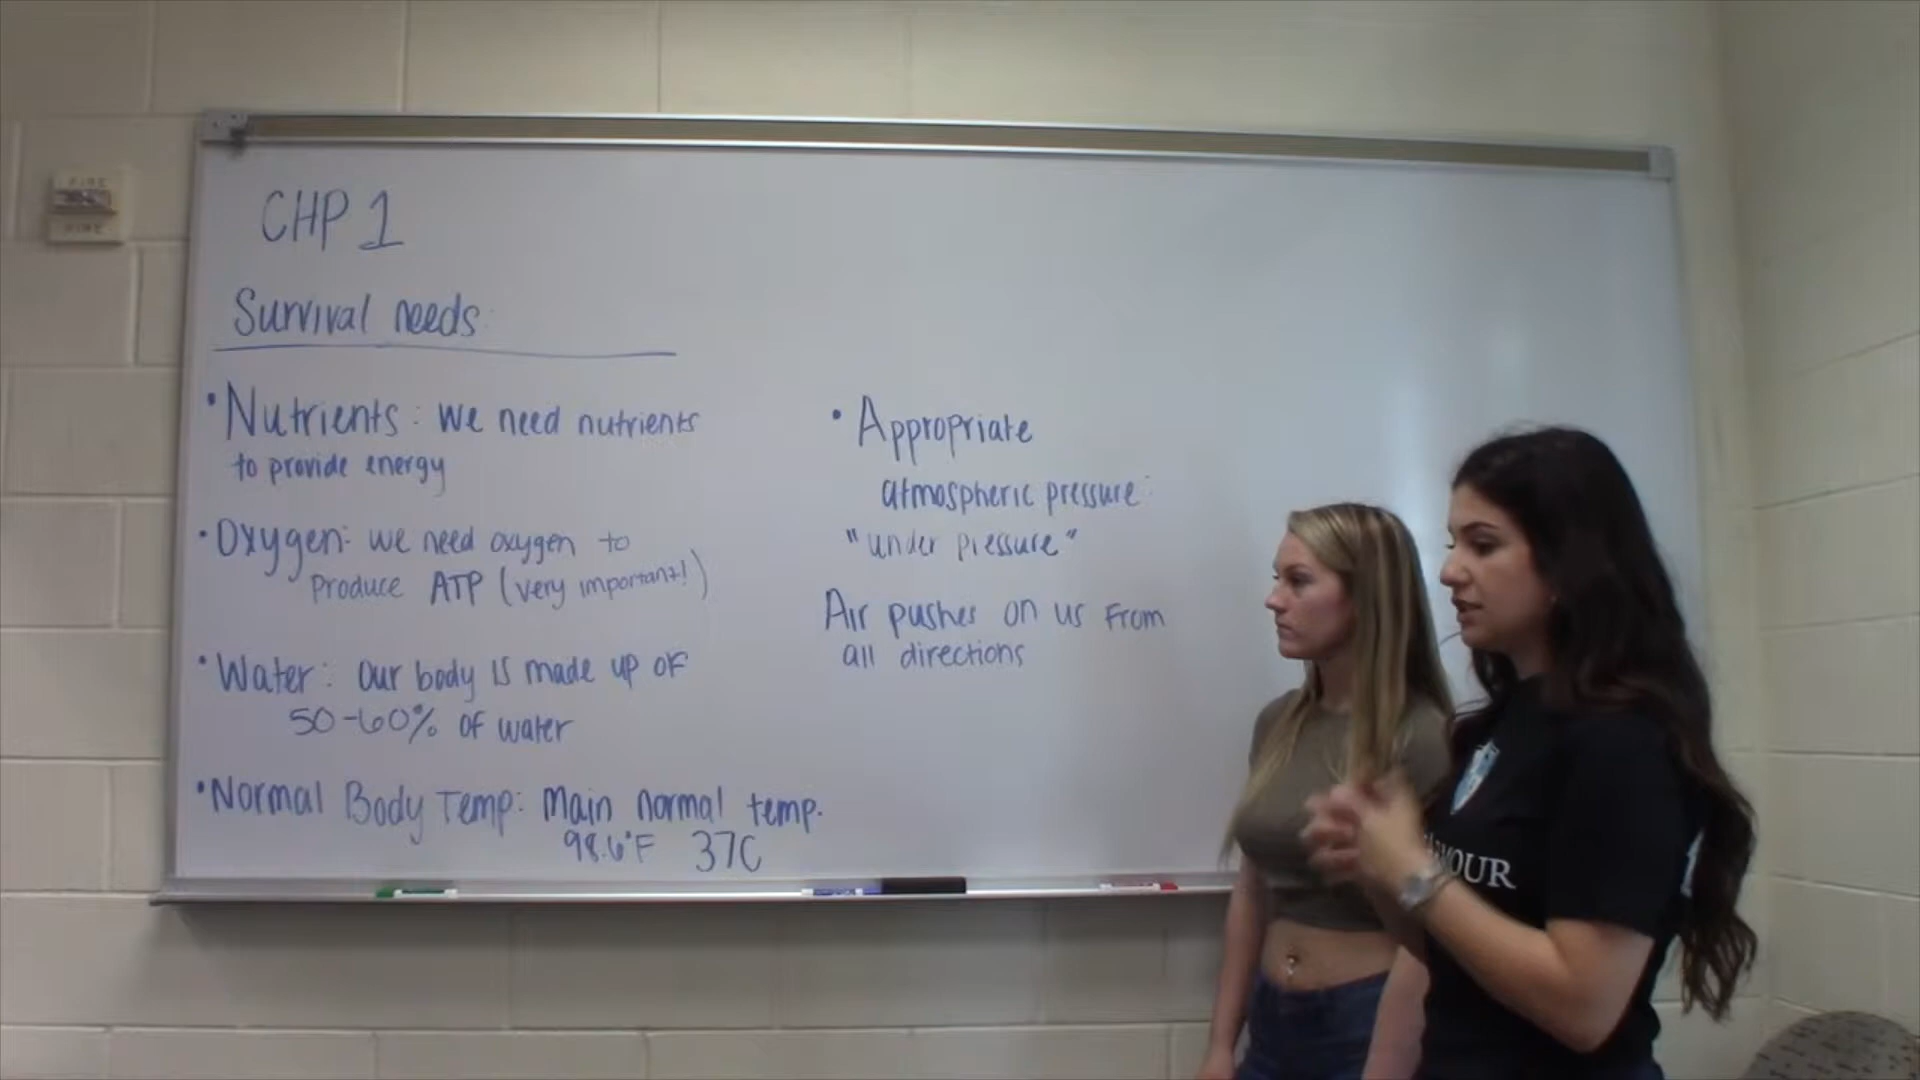 FIRE
FIRE
CHP 1
Survival needs:
• Nutrients: we need nutrients
to provide energy
• Oxygen: we need oxygen to
produce ATP (very important!)
• Water: Our body is made up of
50-60% of water
• Normal Body Temp: Main normal temp.
98.6°F 37C
• Appropriate
atmospheric pressure:
"under pressure"
Air pushes on us from
all directions